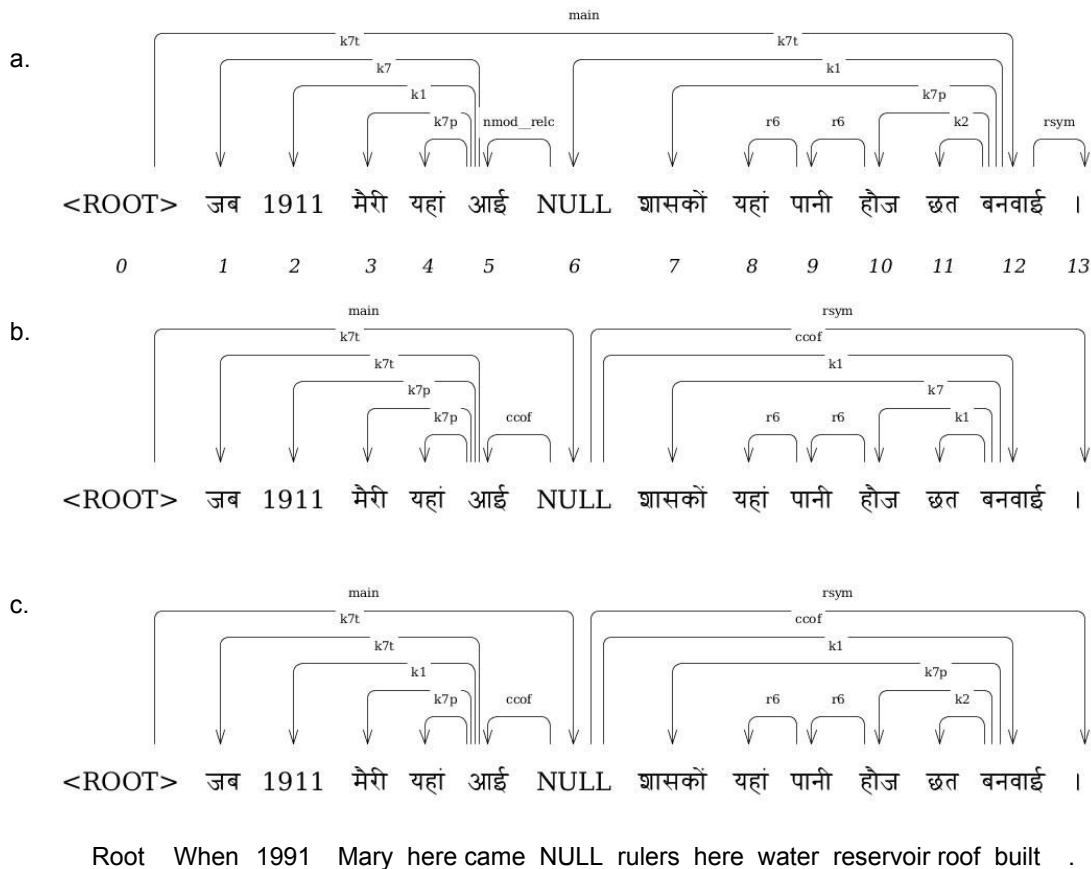 main
k7t k7t
a.
k7 k1
k1 k7p
k7p nmod__relc r6 r6 k2 rsym
<ROOT> जब 1911 मैरी यहां आई NULL शासकों यहां पानी हौज छत बनवाई ।
0 1 2 3 4 5 6 7 8 9 10 11 12 13
main rsym
b.
k7t ccof
k7t k1
k7p k7
k7p ccof r6 r6 k1
<ROOT> जब 1911 मैरी यहां आई NULL शासकों यहां पानी हौज छत बनवाई ।
main rsym
c.
k7t ccof
k7t k1
k1 k7p
k7p ccof r6 r6 k2
<ROOT> जब 1911 मैरी यहां आई NULL शासकों यहां पानी हौज छत बनवाई ।
Root When 1991 Mary here came NULL rulers here water reservoir roof built .